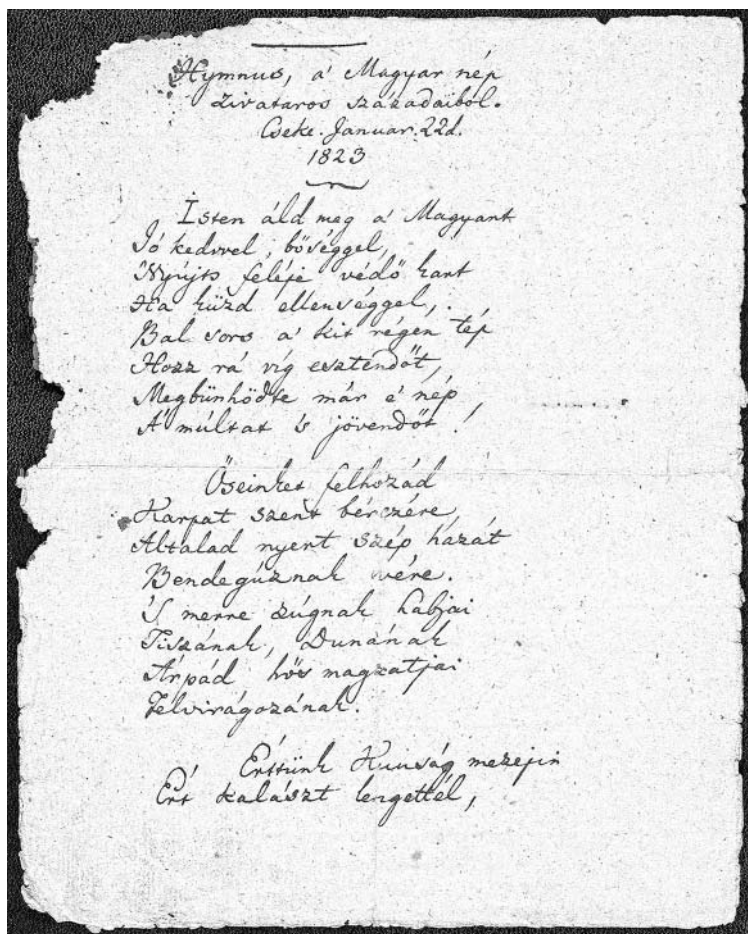 Hymnus, a' Magyar nép
zivataros századaiból.
Cseke. Januar. 22d.
1823
Isten áld meg a' Magyart
Jó kedvvel, bőséggel,
Nyújts feléje védő kart
Ha küzd ellenséggel,
Bal sors a' kit régen tép
Hozz rá víg esztendőt,
Megbünhödte már e' nép
A' múltat 's jövendőt!
Őseinket felhozád
Kárpat szent bérczére,
Általad nyert szép hazát
Bendegúznak vére.
'S merre zúgnak habjai
Tiszának, Dunának
Árpád hős magzatjai
Felvirágozának.
Értünk Kunság mezejin
Ért kalászt lengettél,